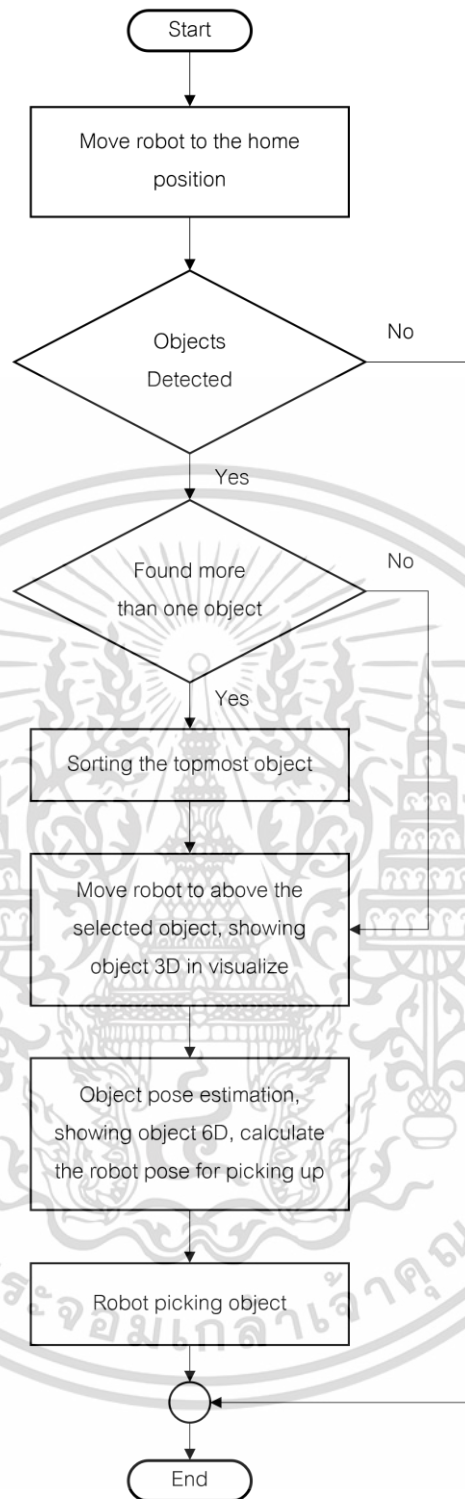 Start
Move robot to the home
position
Objects
Detected
No
Yes
Found more
than one object
No
Yes
Sorting the topmost object
Move robot to above the
selected object, showing
object 3D in visualize
Object pose estimation,
showing object 6D, calculate
the robot pose for picking up
Robot picking object
End